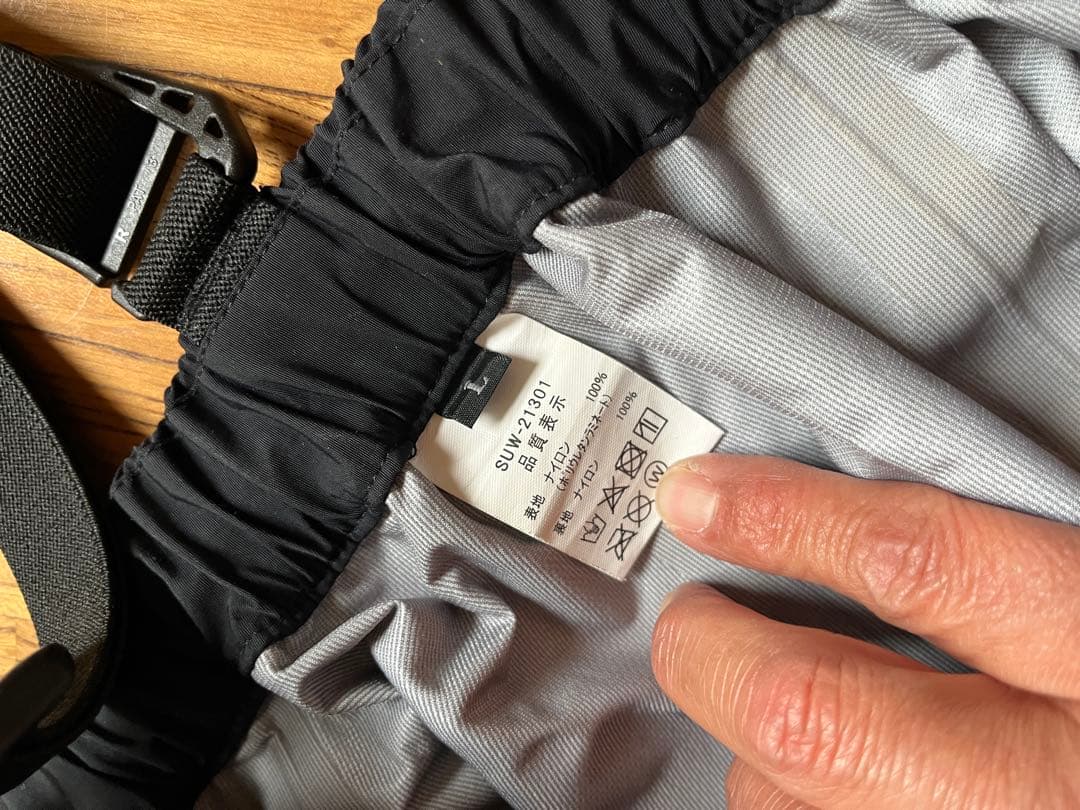 L
SUW-21301
品質表示
表地 ナイロン 100%
(ポリウレタンラミネート)
裏地 ナイロン 100%
W